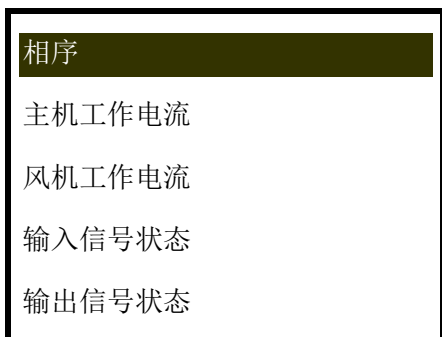 相序
主机工作电流
风机工作电流
输入信号状态
输出信号状态